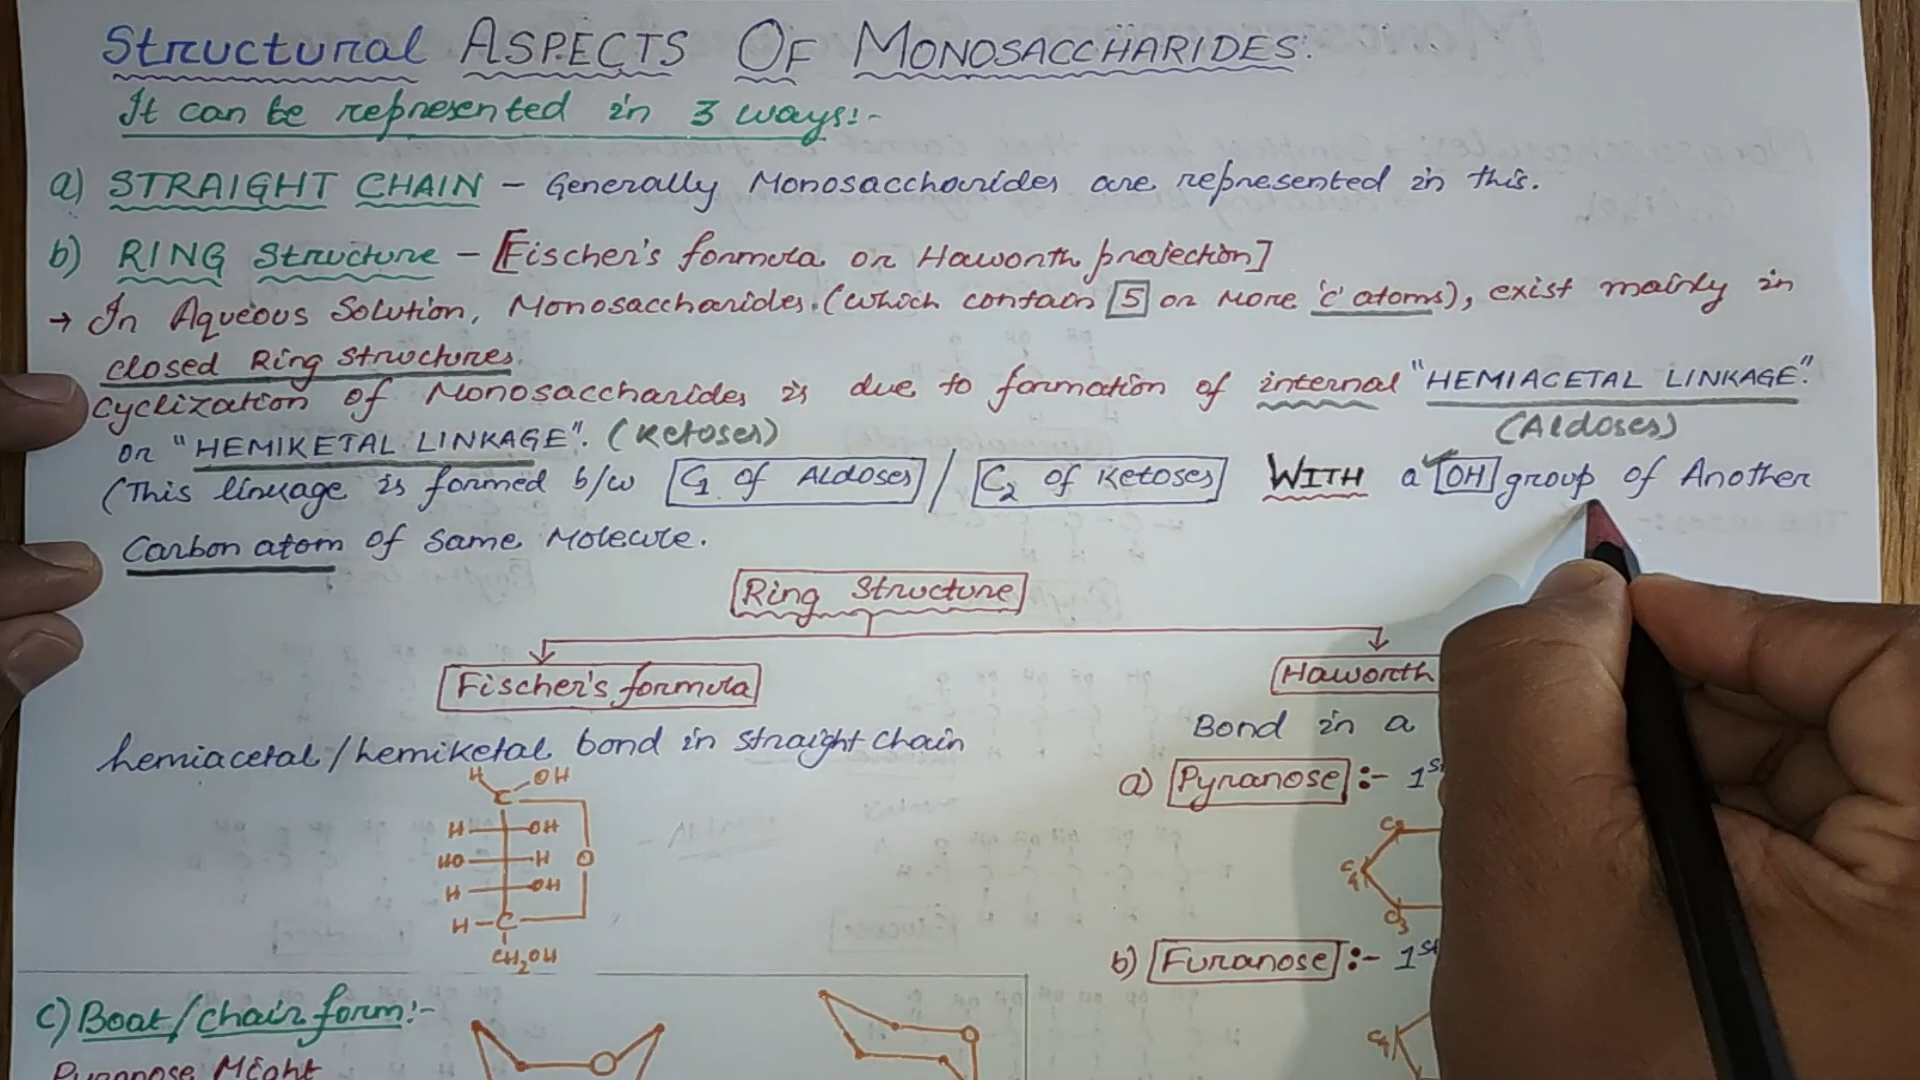 Structural ASPECTS OF MONOSACCHARIDES:
It can be represented in 3 ways:-
a) STRAIGHT CHAIN - Generally Monosaccharides are represented in this.
b) RING Structure - [Fischer's formula or Haworth projection]
→ In Aqueous Solution, Monosaccharides (which contain 5 or more 'c' atoms), exist mainly in
closed Ring Structures.
Cyclization of Monosaccharides is due to formation of internal "HEMIACETAL LINKAGE".
(Aldoses)
or "HEMIKETAL LINKAGE". (Ketoses)
(This linkage is formed b/w C1 of Aldoses / C2 of Ketoses WITH a OH group of Another
Carbon atom of same Molecule.
Ring Structure
Fischer's formula
Haworth
hemiacetal/hemiketal bond in straight chain
Bond in a
H OH
C
H OH
HO H O
H OH
H-C
CH2OH
a) Pyranose :- 1st
C4
C3
b) Furanose :- 1st
C4
c) Boat/chair form:-
Pyranose Might